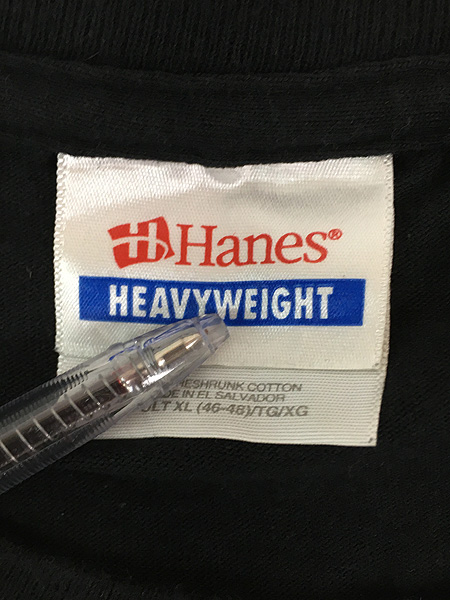 Hanes®
HEAVYWEIGHT
COTTON
IN EL SALVADOR
XL (46-48)/TG/XG